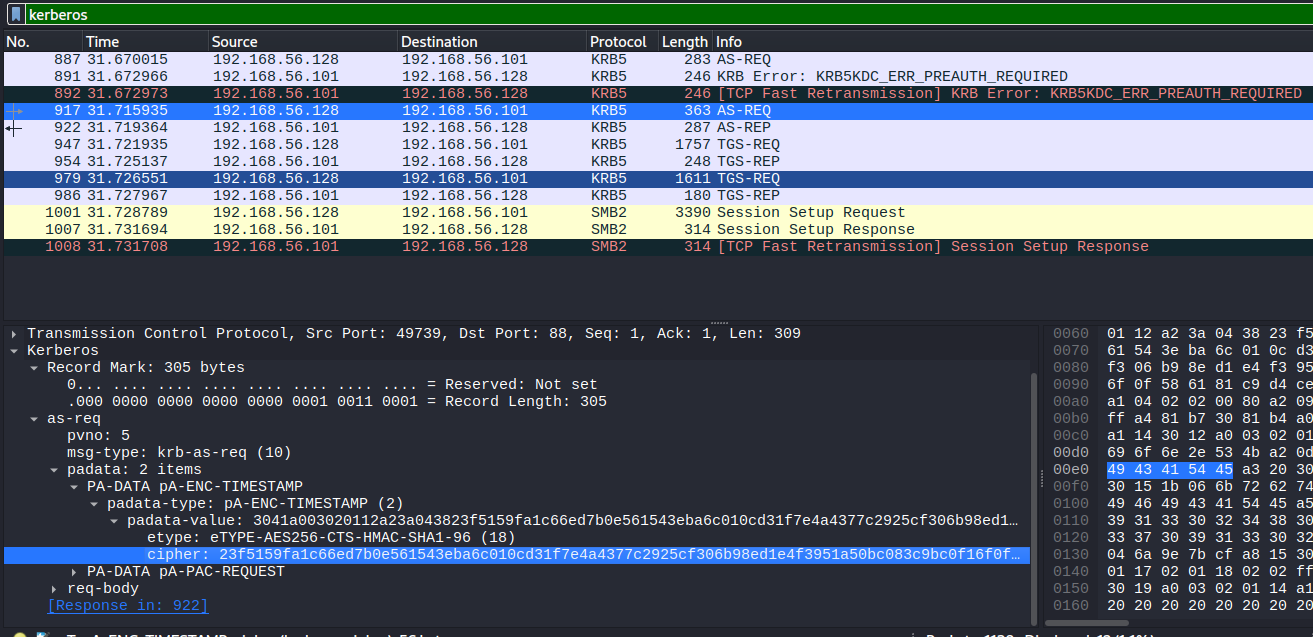 kerberos
No. Time Source Destination Protocol Length Info
887 31.670015 192.168.56.128 192.168.56.101 KRB5 283 AS-REQ
891 31.672966 192.168.56.101 192.168.56.128 KRB5 246 KRB Error: KRB5KDC_ERR_PREAUTH_REQUIRED
892 31.672973 192.168.56.101 192.168.56.128 KRB5 246 [TCP Fast Retransmission] KRB Error: KRB5KDC_ERR_PREAUTH_REQUIRED
917 31.715935 192.168.56.128 192.168.56.101 KRB5 363 AS-REQ
922 31.719364 192.168.56.101 192.168.56.128 KRB5 287 AS-REP
947 31.721935 192.168.56.128 192.168.56.101 KRB5 1757 TGS-REQ
954 31.725137 192.168.56.101 192.168.56.128 KRB5 248 TGS-REP
979 31.726551 192.168.56.128 192.168.56.101 KRB5 1611 TGS-REQ
986 31.727967 192.168.56.101 192.168.56.128 KRB5 180 TGS-REP
1001 31.728789 192.168.56.128 192.168.56.101 SMB2 3390 Session Setup Request
1007 31.731694 192.168.56.101 192.168.56.128 SMB2 314 Session Setup Response
1008 31.731708 192.168.56.101 192.168.56.128 SMB2 314 [TCP Fast Retransmission] Session Setup Response
Transmission Control Protocol, Src Port: 49739, Dst Port: 88, Seq: 1, Ack: 1, Len: 309
Kerberos
Record Mark: 305 bytes
0... .... .... .... .... .... .... .... = Reserved: Not set
.000 0000 0000 0000 0000 0001 0011 0001 = Record Length: 305
as-req
pvno: 5
msg-type: krb-as-req (10)
padata: 2 items
PA-DATA pA-ENC-TIMESTAMP
padata-type: pA-ENC-TIMESTAMP (2)
padata-value: 3041a003020112a23a043823f5159fa1c66ed7b0e561543eba6c010cd31f7e4a4377c2925cf306b98ed1…
etype: eTYPE-AES256-CTS-HMAC-SHA1-96 (18)
cipher: 23f5159fa1c66ed7b0e561543eba6c010cd31f7e4a4377c2925cf306b98ed1e4f3951a50bc083c9bc0f16f0f…
PA-DATA pA-PAC-REQUEST
req-body
[Response in: 922]
0060 01 12 a2 3a 04 38 23 f5
0070 61 54 3e ba 6c 01 0c d3
0080 f3 06 b9 8e d1 e4 f3 95
0090 6f 0f 58 61 81 c9 d4 ce
00a0 a1 04 02 02 00 80 a2 09
00b0 ff a4 81 b7 30 81 b4 a0
00c0 a1 14 30 12 a0 03 02 01
00d0 69 6f 6e 2e 53 4b a2 0d
00e0 49 43 41 54 45 a3 20 30
00f0 30 15 1b 06 6b 72 62 74
0100 49 46 49 43 41 54 45 a5
0110 39 31 33 30 32 34 38 30
0120 33 37 30 39 31 33 30 32
0130 04 6a 9e 7b cf a8 15 30
0140 01 17 02 01 18 02 02 ff
0150 30 19 a0 03 02 01 14 a1
0160 20 20 20 20 20 20 20 20